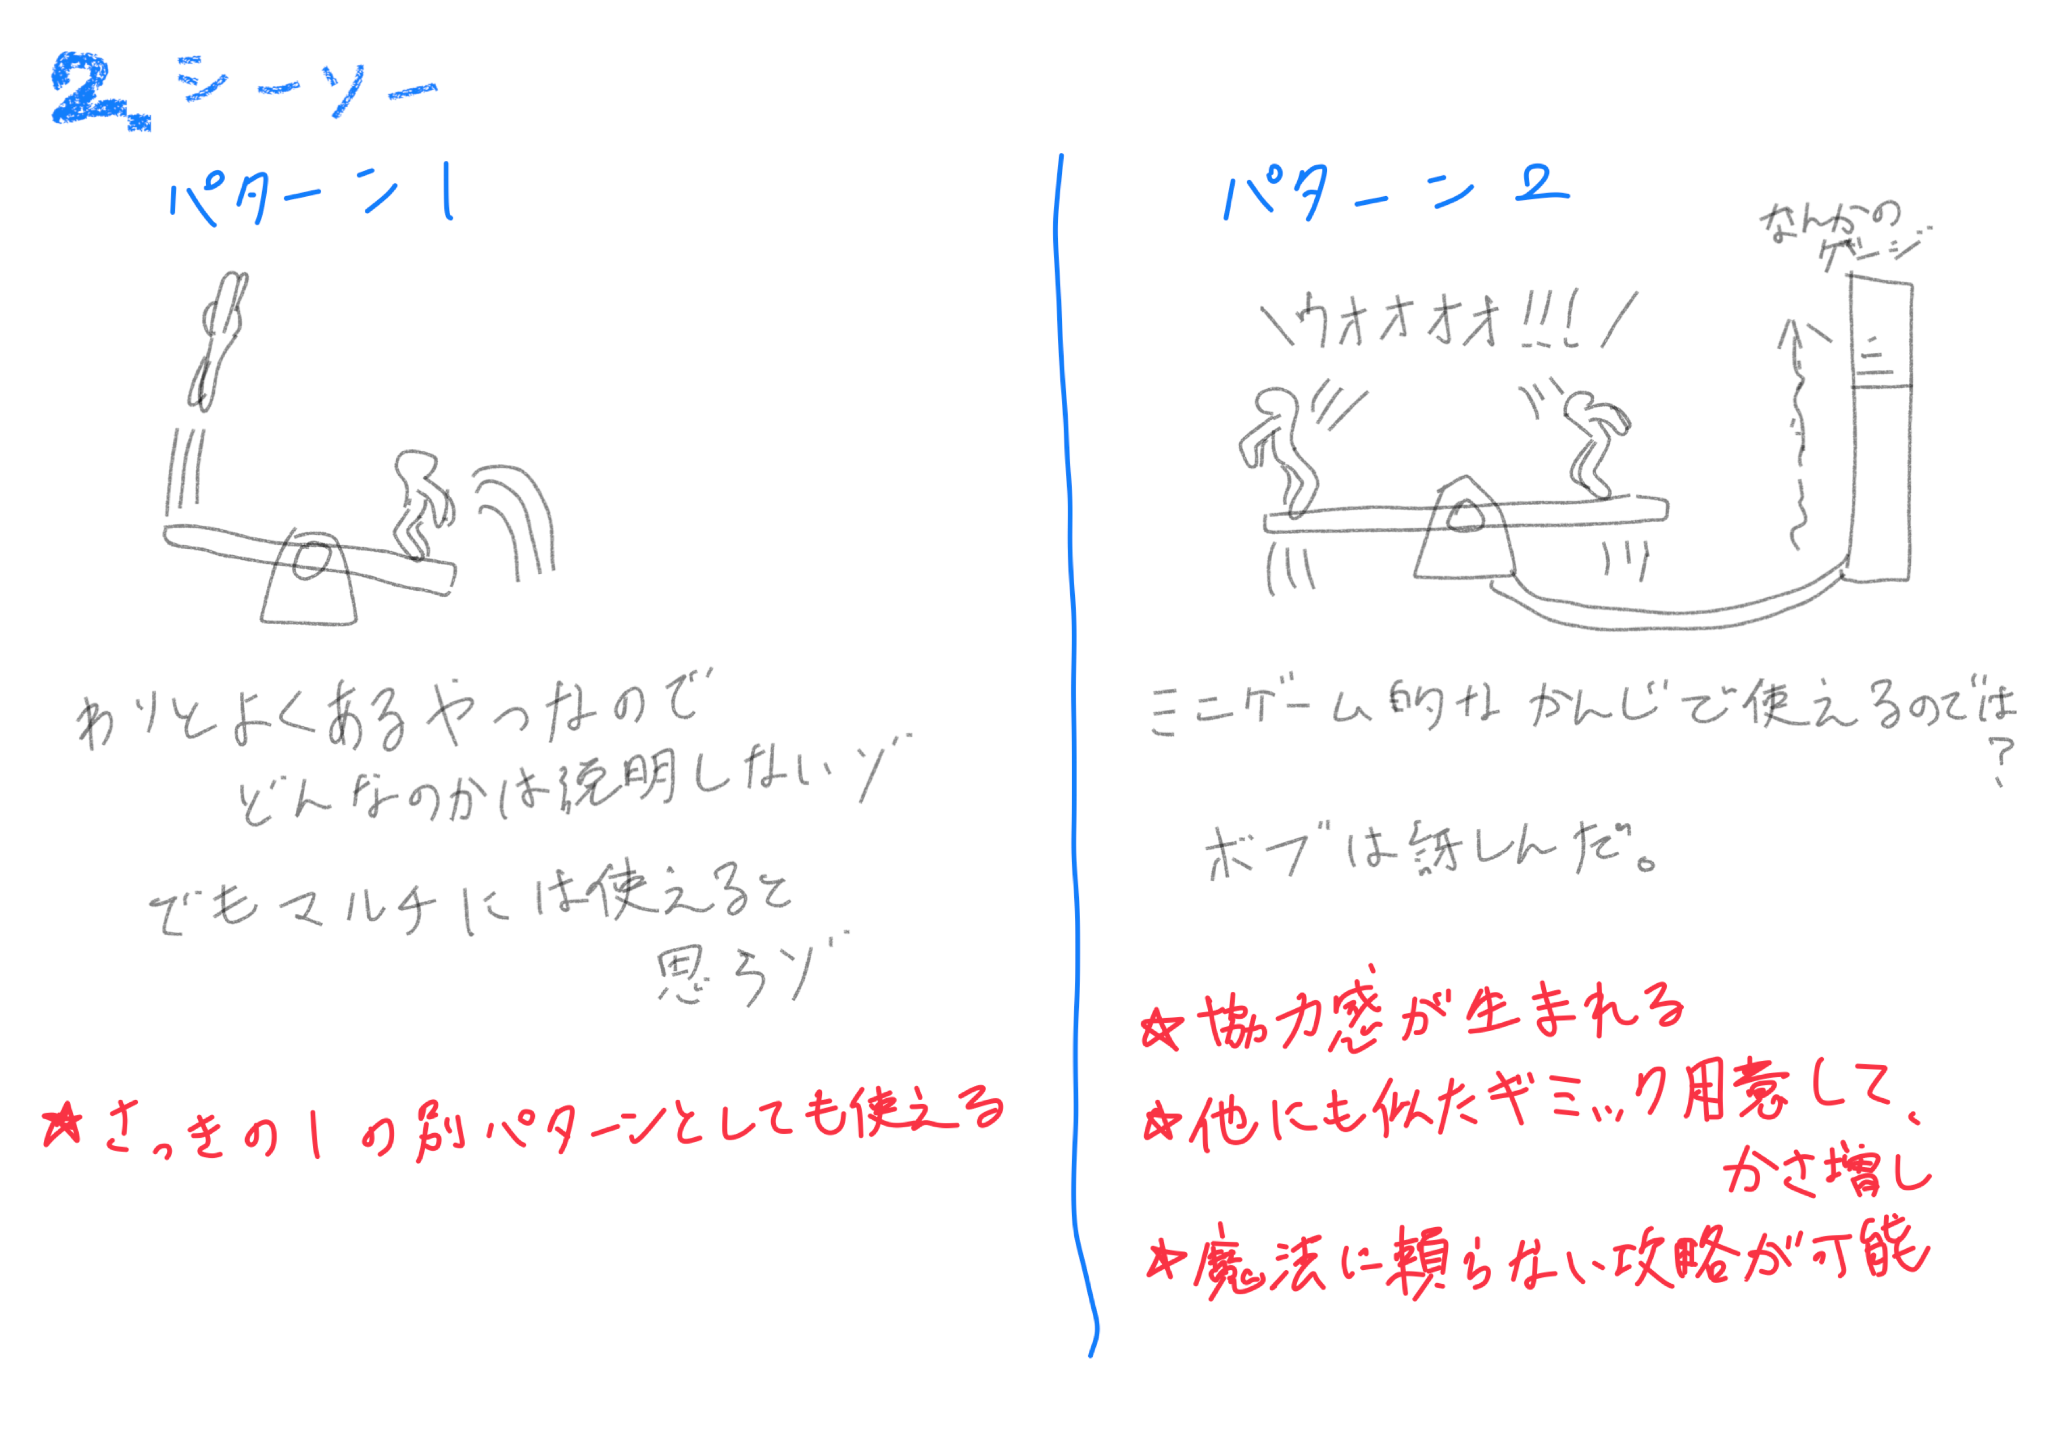 2. シーソー
パターン1
わりとよくあるやつなので
どんなのかは説明しないゾ
でもマルチには使えると
思うゾ
★さっきの1の別パターンとしても使える
パターン2
なんかの
ゲージ
\ウオオオオ!!!/
ミニゲーム的なかんじで使えるのでは
?
ボブは訝しんだ。
☆協力感が生まれる
☆他にも似たギミック用意して、
かさ増し
☆魔法に頼らない攻略が可能